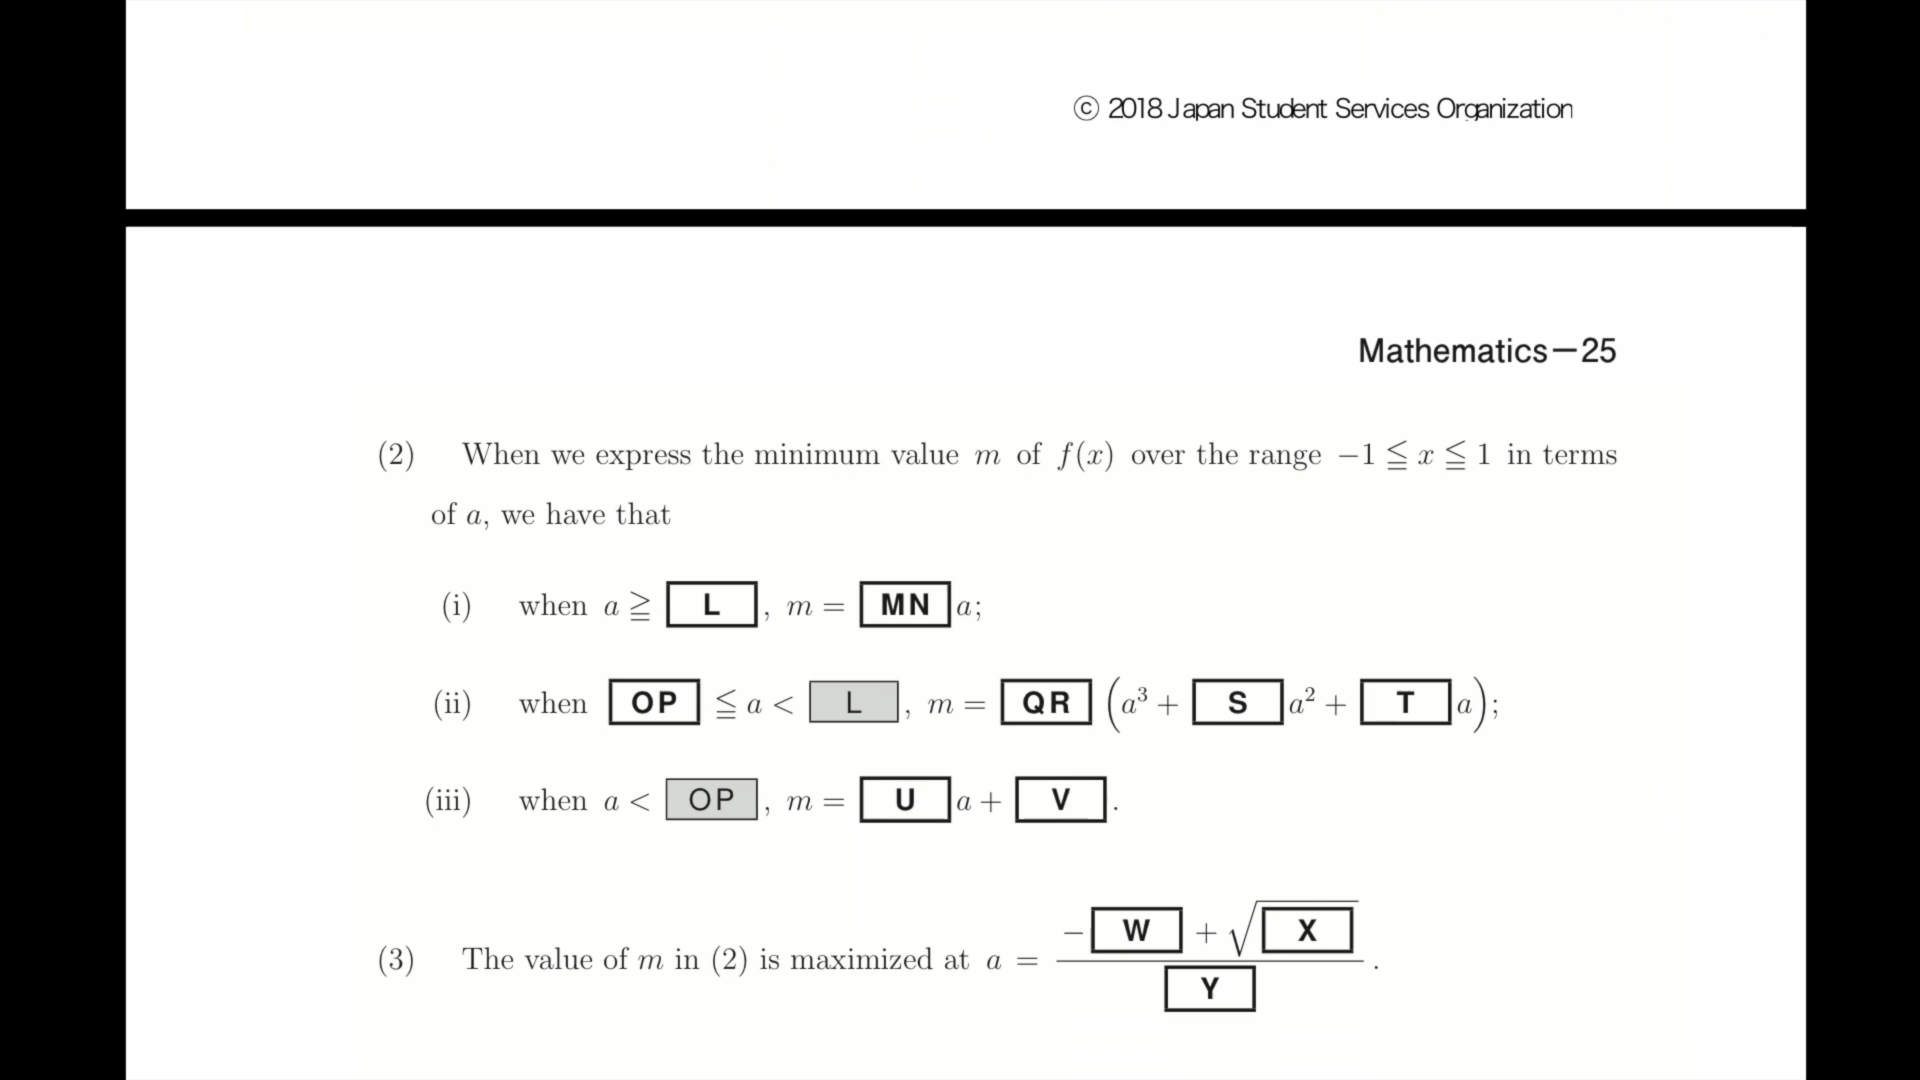 © 2018 Japan Student Services Organization
Mathematics－25
(2) When we express the minimum value m of f(x) over the range −1 ≦ x ≦ 1 in terms
of a, we have that
(i) when a ≧ L , m = MN a;
(ii) when OP ≦ a < L , m = QR (a³ + S a² + T a);
(iii) when a < OP , m = U a + V .
(3) The value of m in (2) is maximized at a = (−W + √X) / Y .